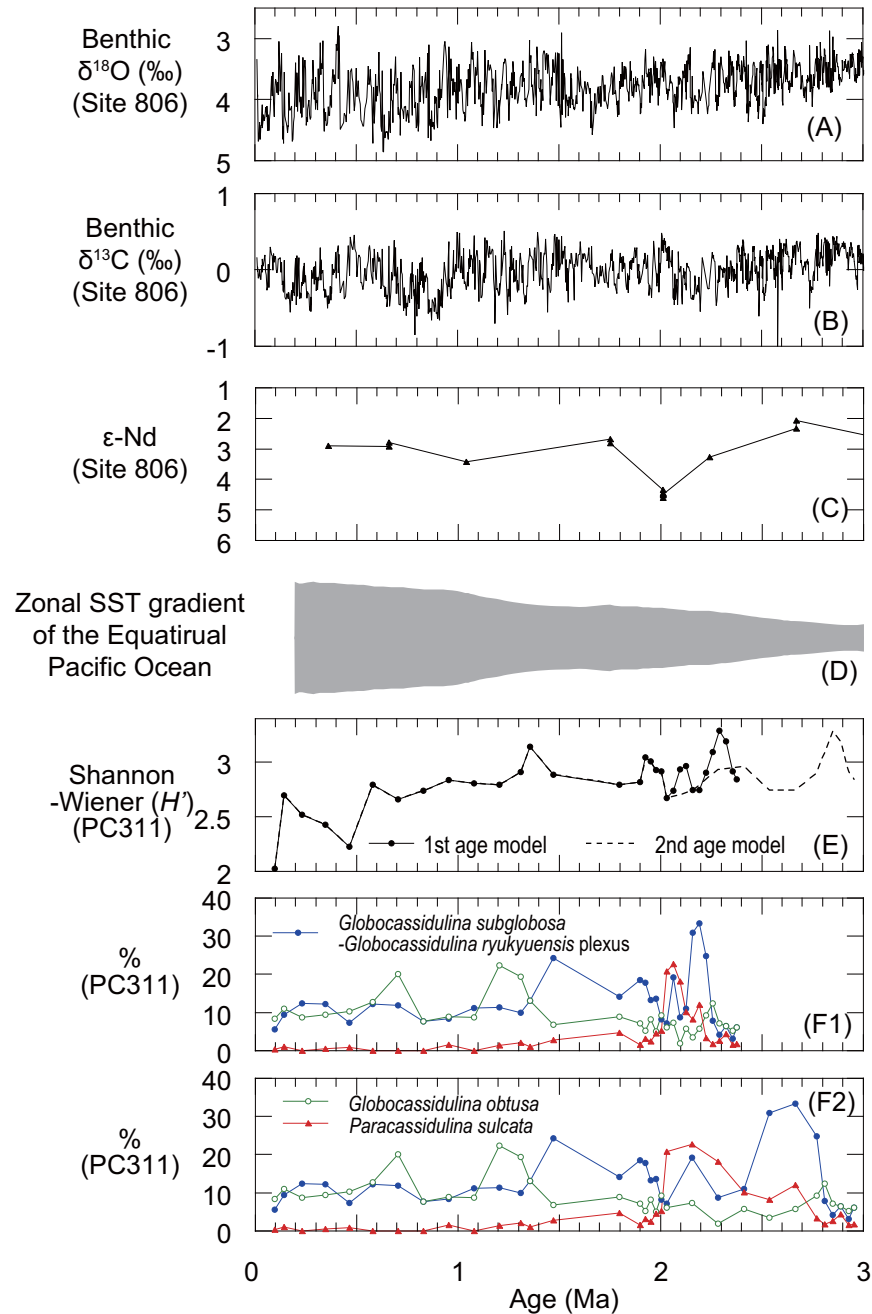 Benthic
δ¹⁸O (‰)
(Site 806)
3
4
5
(A)
Benthic
δ¹³C (‰)
(Site 806)
1
0
-1
(B)
ε-Nd
(Site 806)
1
2
3
4
5
6
(C)
Zonal SST gradient
of the Equatirual
Pacific Ocean
(D)
Shannon
-Wiener (H')
(PC311)
3
2.5
2
1st age model
2nd age model
(E)
%
(PC311)
40
30
20
10
0
Globocassidulina subglobosa
-Globocassidulina ryukyuensis plexus
(F1)
%
(PC311)
40
30
20
10
0
Globocassidulina obtusa
Paracassidulina sulcata
(F2)
0 1 2 3
Age (Ma)